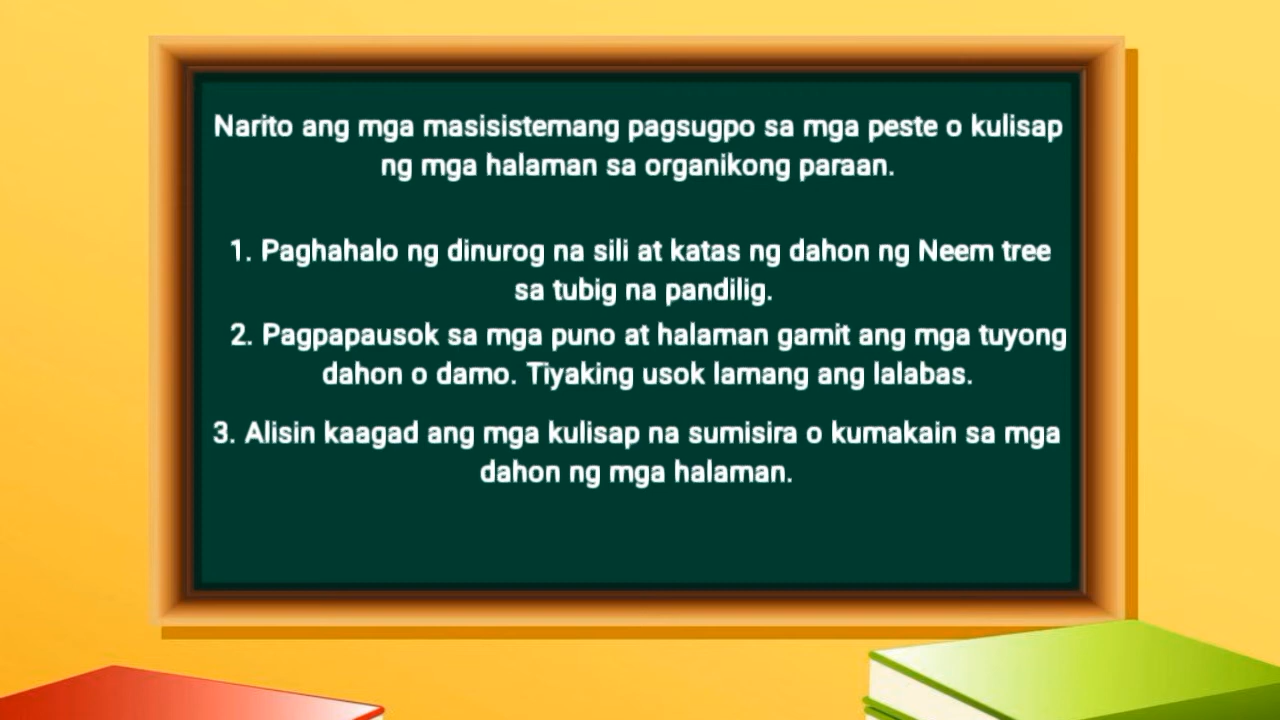 Narito ang mga masisistemang pagsugpo sa mga peste o kulisap
ng mga halaman sa organikong paraan.
1. Paghahalo ng dinurog na sili at katas ng dahon ng Neem tree
sa tubig na pandilig.
2. Pagpapausok sa mga puno at halaman gamit ang mga tuyong
dahon o damo. Tiyaking usok lamang ang lalabas.
3. Alisin kaagad ang mga kulisap na sumisira o kumakain sa mga
dahon ng mga halaman.